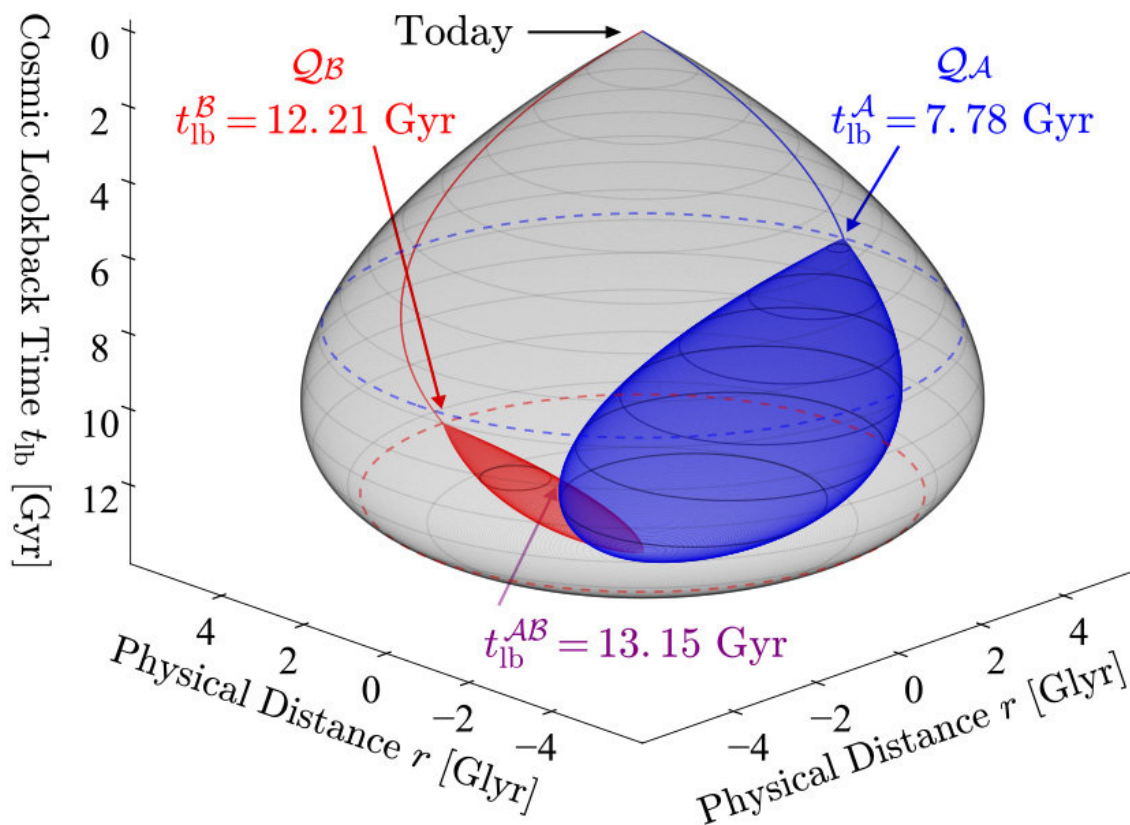 Today
𝒬_ℬ
t_lb^ℬ = 12.21 Gyr
𝒬_𝒜
t_lb^𝒜 = 7.78 Gyr
Cosmic Lookback Time t_lb [Gyr]
0
2
4
6
8
10
12
t_lb^𝒜ℬ = 13.15 Gyr
4
2
0
−2
−4
Physical Distance r [Glyr]
−4
−2
0
2
4
Physical Distance r [Glyr]